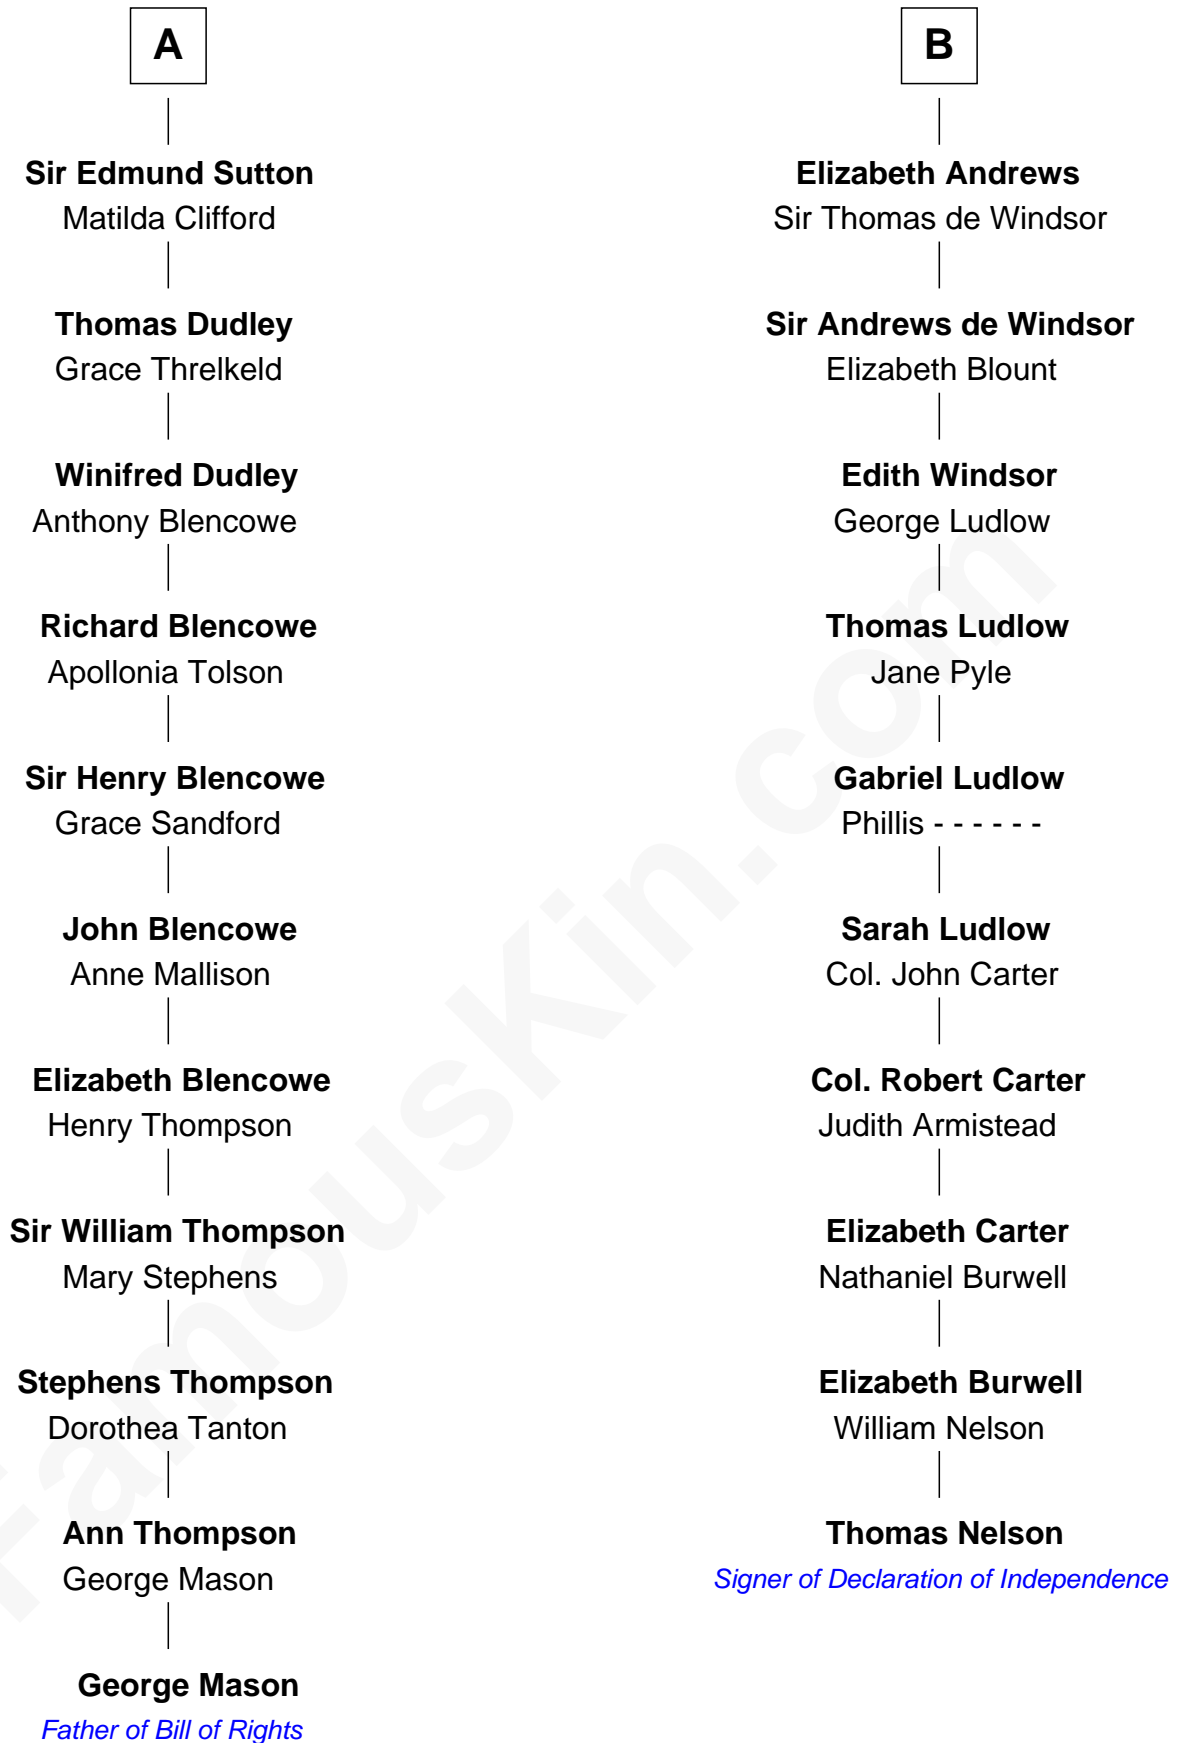 A
Sir Edmund Sutton
Matilda Clifford
Thomas Dudley
Grace Threlkeld
Winifred Dudley
Anthony Blencowe
Richard Blencowe
Apollonia Tolson
Sir Henry Blencowe
Grace Sandford
John Blencowe
Anne Mallison
Elizabeth Blencowe
Henry Thompson
Sir William Thompson
Mary Stephens
Stephens Thompson
Dorothea Tanton
Ann Thompson
George Mason
George Mason
Father of Bill of Rights
B
Elizabeth Andrews
Sir Thomas de Windsor
Sir Andrews de Windsor
Elizabeth Blount
Edith Windsor
George Ludlow
Thomas Ludlow
Jane Pyle
Gabriel Ludlow
Phillis - - - - - -
Sarah Ludlow
Col. John Carter
Col. Robert Carter
Judith Armistead
Elizabeth Carter
Nathaniel Burwell
Elizabeth Burwell
William Nelson
Thomas Nelson
Signer of Declaration of Independence
FamousKin.com